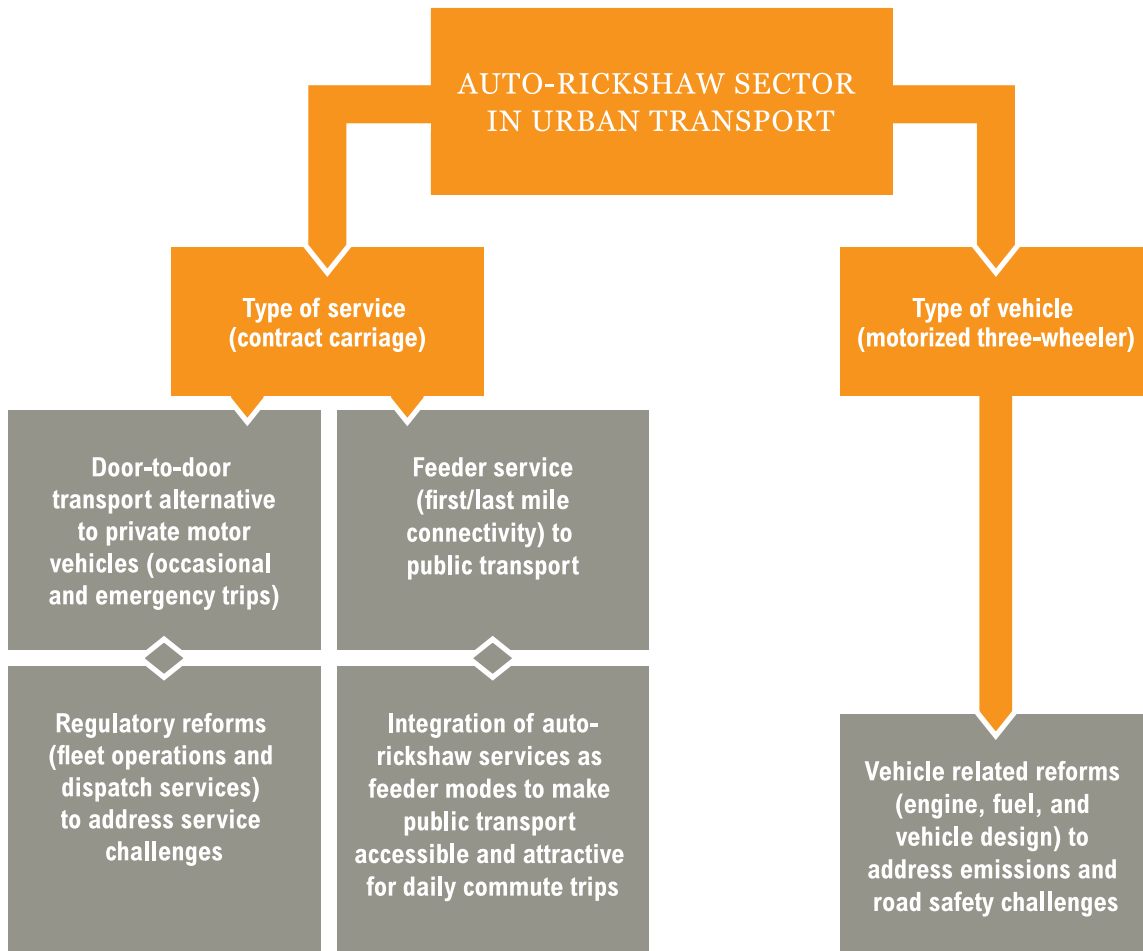 AUTO-RICKSHAW SECTOR
IN URBAN TRANSPORT
Type of service
(contract carriage)
Type of vehicle
(motorized three-wheeler)
Door-to-door
transport alternative
to private motor
vehicles (occasional
and emergency trips)
Feeder service
(first/last mile
connectivity) to
public transport
Regulatory reforms
(fleet operations and
dispatch services)
to address service
challenges
Integration of auto-
rickshaw services as
feeder modes to make
public transport
accessible and attractive
for daily commute trips
Vehicle related reforms
(engine, fuel, and
vehicle design) to
address emissions and
road safety challenges